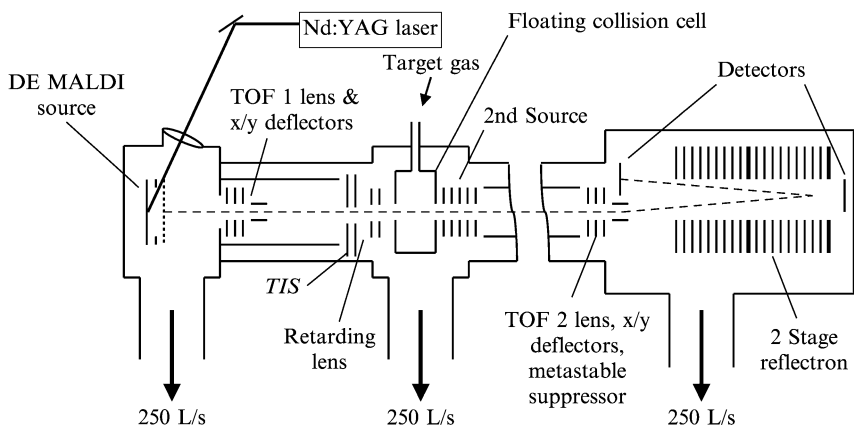 Nd:YAG laser
Floating collision cell
Target gas
Detectors
DE MALDI
source
TOF 1 lens &
x/y deflectors
2nd Source
TIS
Retarding
lens
TOF 2 lens, x/y
deflectors,
metastable
suppressor
2 Stage
reflectron
250 L/s
250 L/s
250 L/s